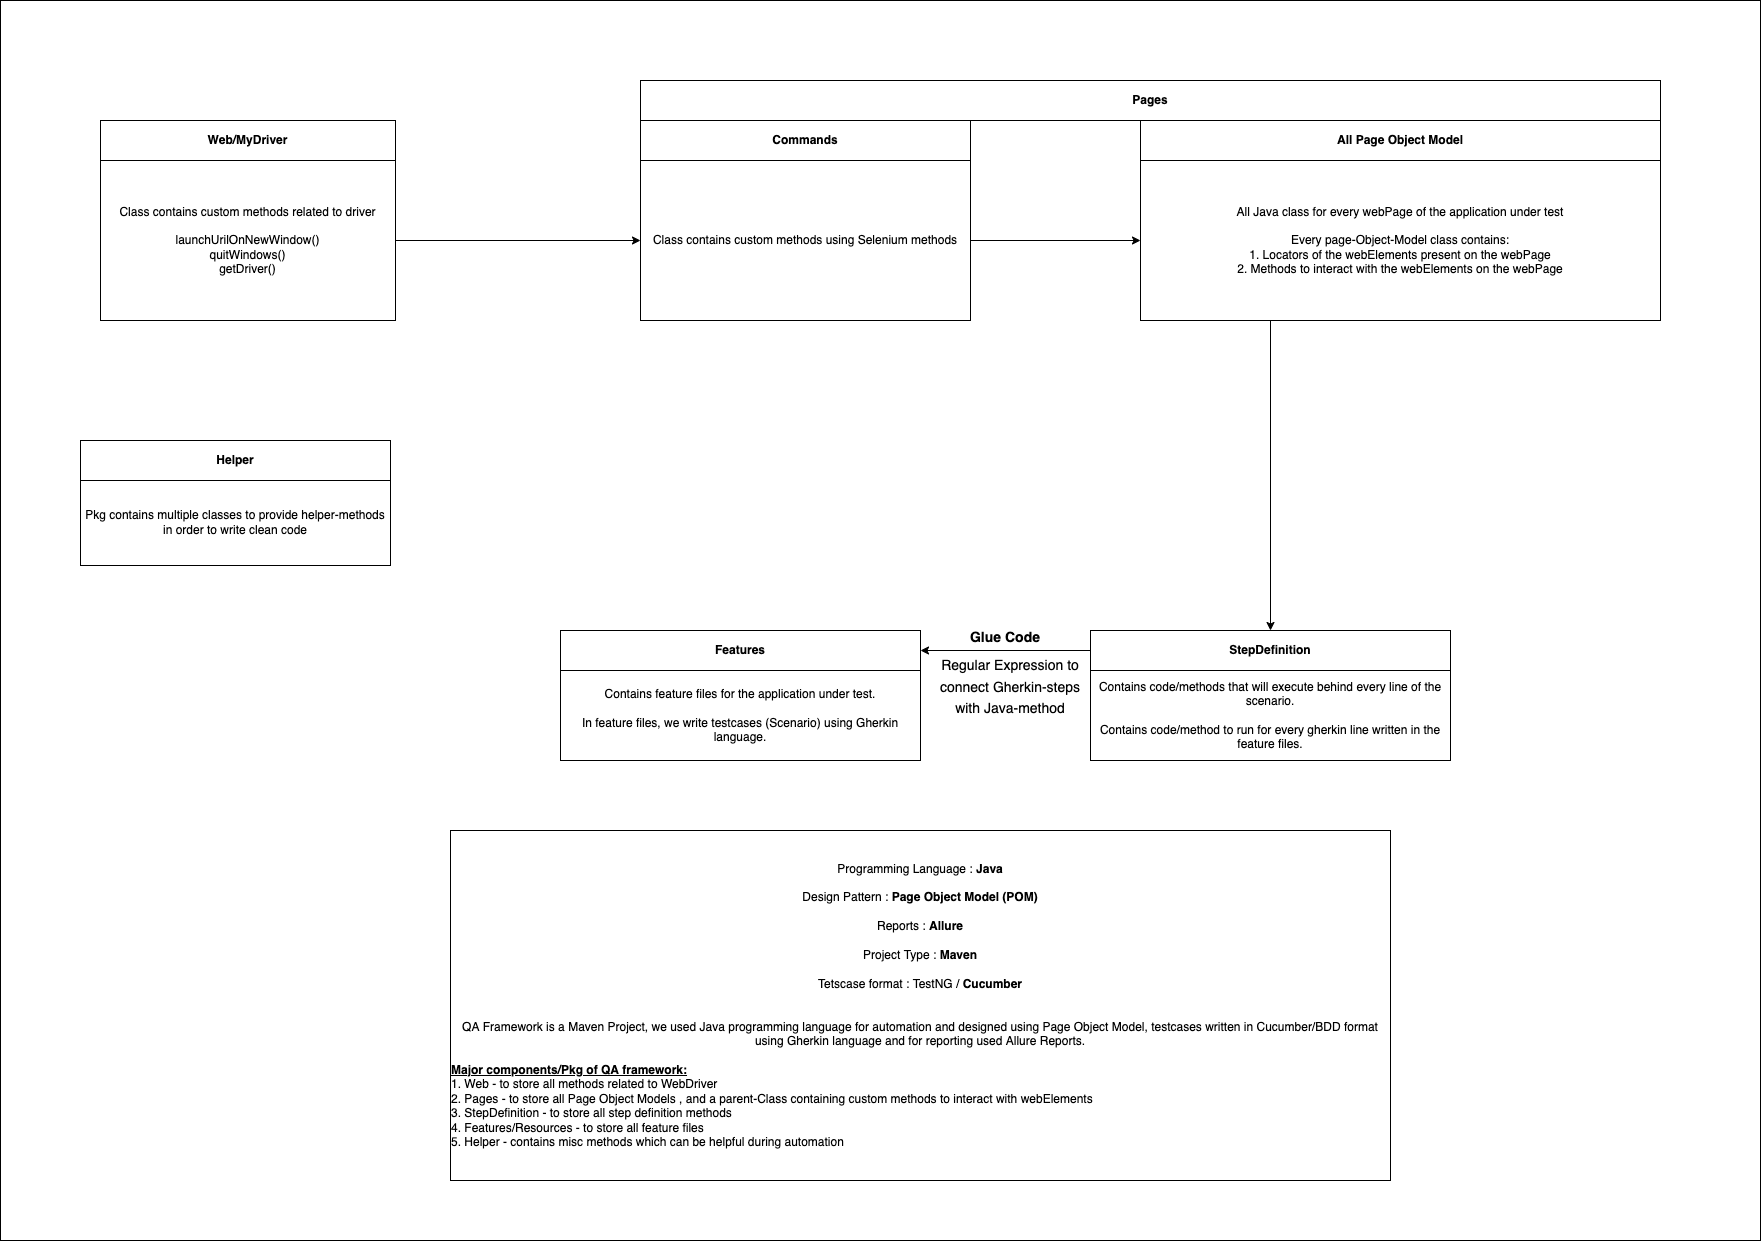 Pages
Web/MyDriver
Commands
All Page Object Model
Class contains custom methods related to driver
launchUrilOnNewWindow()
quitWindows()
getDriver()
Class contains custom methods using Selenium methods
All Java class for every webPage of the application under test
Every page-Object-Model class contains:
1. Locators of the webElements present on the webPage
2. Methods to interact with the webElements on the webPage
Helper
Pkg contains multiple classes to provide helper-methods
in order to write clean code
Features
Contains feature files for the application under test.
In feature files, we write testcases (Scenario) using Gherkin
language.
Glue Code
Regular Expression to
connect Gherkin-steps
with Java-method
StepDefinition
Contains code/methods that will execute behind every line of the
scenario.
Contains code/method to run for every gherkin line written in the
feature files.
Programming Language : Java
Design Pattern : Page Object Model (POM)
Reports : Allure
Project Type : Maven
Tetscase format : TestNG / Cucumber
QA Framework is a Maven Project, we used Java programming language for automation and designed using Page Object Model, testcases written in Cucumber/BDD format
using Gherkin language and for reporting used Allure Reports.
Major components/Pkg of QA framework:
1. Web - to store all methods related to WebDriver
2. Pages - to store all Page Object Models , and a parent-Class containing custom methods to interact with webElements
3. StepDefinition - to store all step definition methods
4. Features/Resources - to store all feature files
5. Helper - contains misc methods which can be helpful during automation